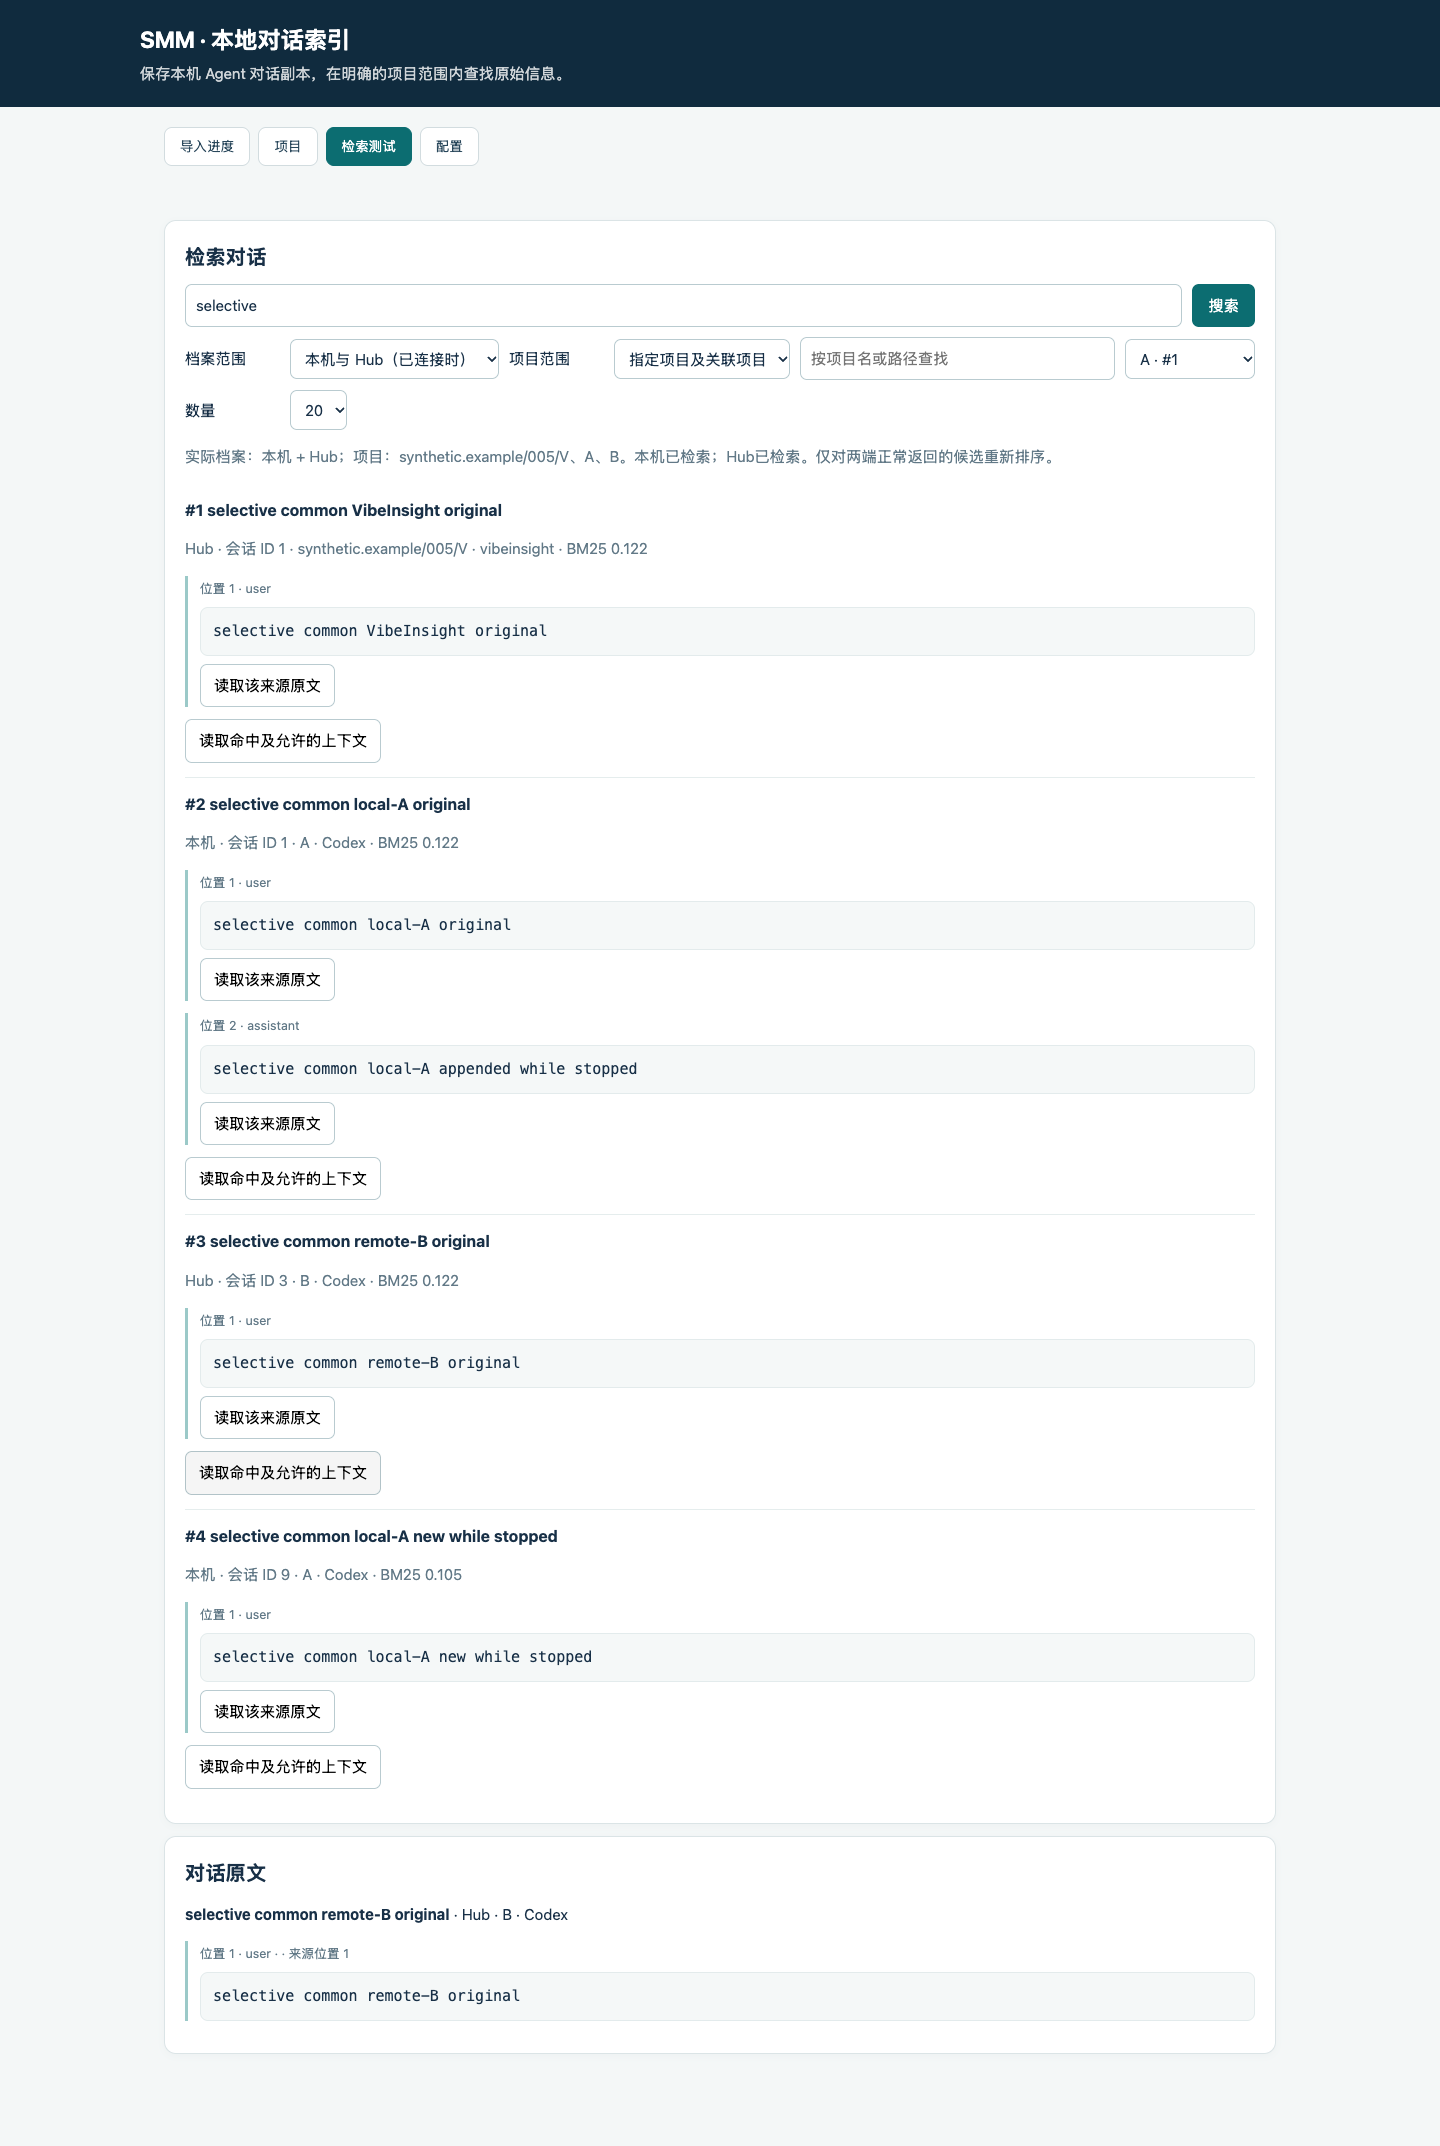 SMM · 本地对话索引
保存本机 Agent 对话副本，在明确的项目范围内查找原始信息。
导入进度 项目 检索测试 配置
检索对话
selective 搜索
档案范围 本机与 Hub（已连接时） 项目范围 指定项目及关联项目 按项目名或路径查找 A · #1
数量 20
实际档案：本机 + Hub；项目：synthetic.example/005/V、A、B。本机已检索；Hub已检索。仅对两端正常返回的候选重新排序。
#1 selective common VibeInsight original
Hub · 会话 ID 1 · synthetic.example/005/V · vibeinsight · BM25 0.122
位置 1 · user
selective common VibeInsight original
读取该来源原文
读取命中及允许的上下文
#2 selective common local-A original
本机 · 会话 ID 1 · A · Codex · BM25 0.122
位置 1 · user
selective common local-A original
读取该来源原文
位置 2 · assistant
selective common local-A appended while stopped
读取该来源原文
读取命中及允许的上下文
#3 selective common remote-B original
Hub · 会话 ID 3 · B · Codex · BM25 0.122
位置 1 · user
selective common remote-B original
读取该来源原文
读取命中及允许的上下文
#4 selective common local-A new while stopped
本机 · 会话 ID 9 · A · Codex · BM25 0.105
位置 1 · user
selective common local-A new while stopped
读取该来源原文
读取命中及允许的上下文
对话原文
selective common remote-B original · Hub · B · Codex
位置 1 · user · · 来源位置 1
selective common remote-B original